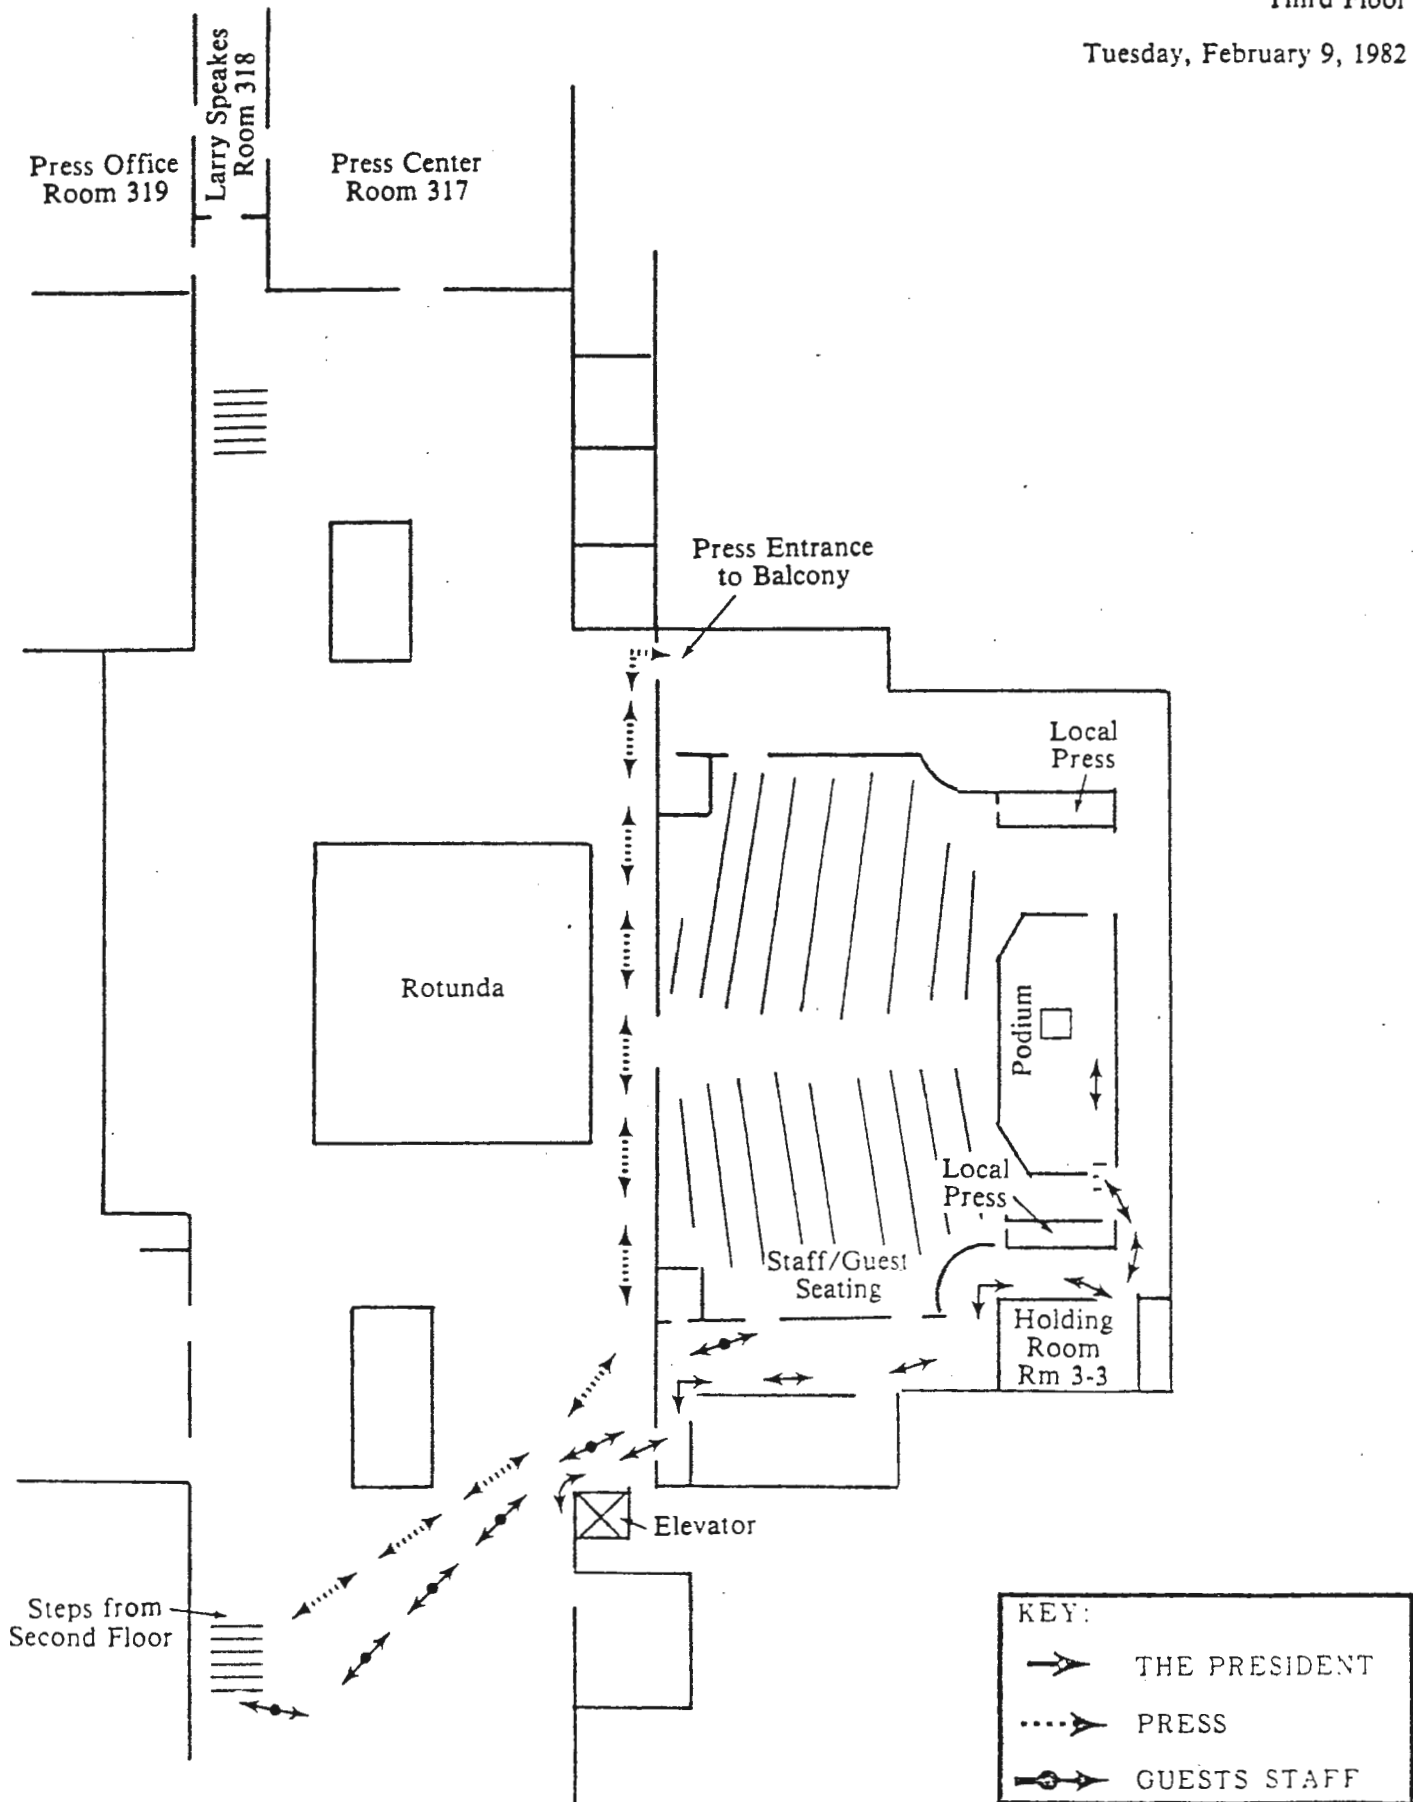 Third Floor
Tuesday, February 9, 1982
Larry Speakes
Room 318
Press Office
Room 319
Press Center
Room 317
Press Entrance
to Balcony
Local
Press
Rotunda
Podium
Local
Press
Staff/Guest
Seating
Holding
Room
Rm 3-3
Elevator
Steps from
Second Floor
KEY:
THE PRESIDENT
PRESS
GUESTS STAFF